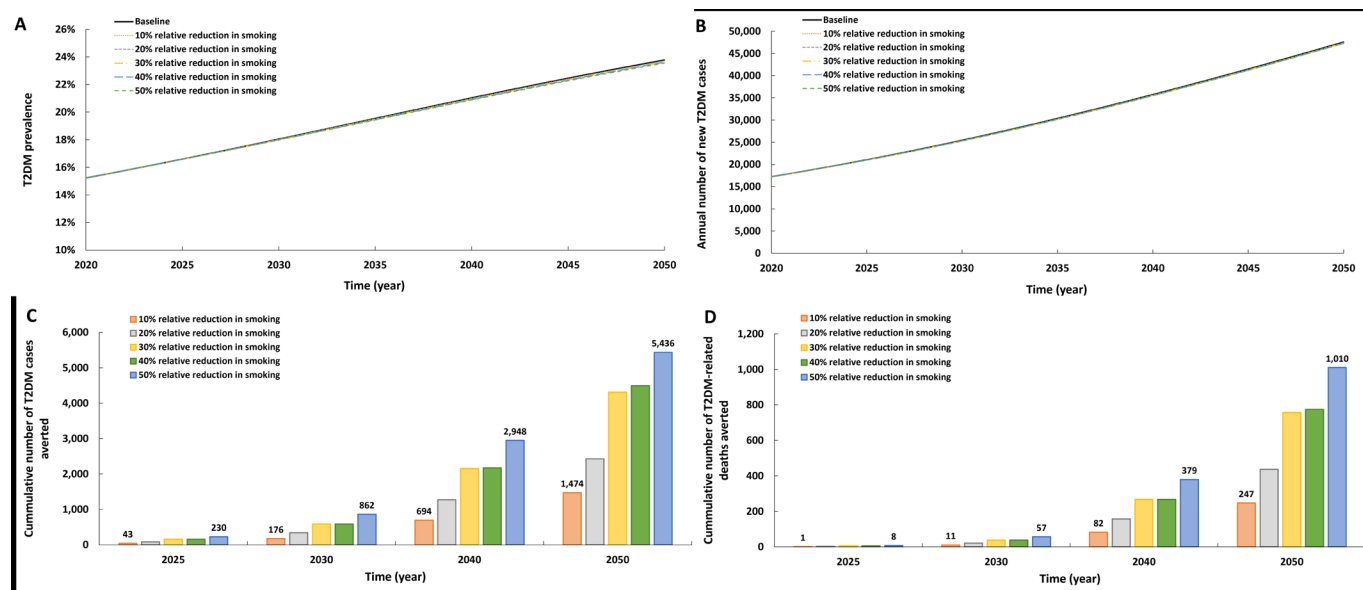 A
Baseline
10% relative reduction in smoking
20% relative reduction in smoking
30% relative reduction in smoking
40% relative reduction in smoking
50% relative reduction in smoking
T2DM prevalence
26%
24%
22%
20%
18%
16%
14%
12%
10%
2020 2025 2030 2035 2040 2045 2050
Time (year)
B
Baseline
10% relative reduction in smoking
20% relative reduction in smoking
30% relative reduction in smoking
40% relative reduction in smoking
50% relative reduction in smoking
Annual number of new T2DM cases
50,000
45,000
40,000
35,000
30,000
25,000
20,000
15,000
10,000
5,000
0
2020 2025 2030 2035 2040 2045 2050
Time (year)
C
10% relative reduction in smoking
20% relative reduction in smoking
30% relative reduction in smoking
40% relative reduction in smoking
50% relative reduction in smoking
Cummulative number of T2DM cases
averted
6,000
5,000
4,000
3,000
2,000
1,000
0
43 230 176 862 694 2,948 1,474 5,436
2025 2030 2040 2050
Time (year)
D
10% relative reduction in smoking
20% relative reduction in smoking
30% relative reduction in smoking
40% relative reduction in smoking
50% relative reduction in smoking
Cummulative number of T2DM-related
deaths averted
1,200
1,000
800
600
400
200
0
1 8 11 57 82 379 247 1,010
2025 2030 2040 2050
Time (year)